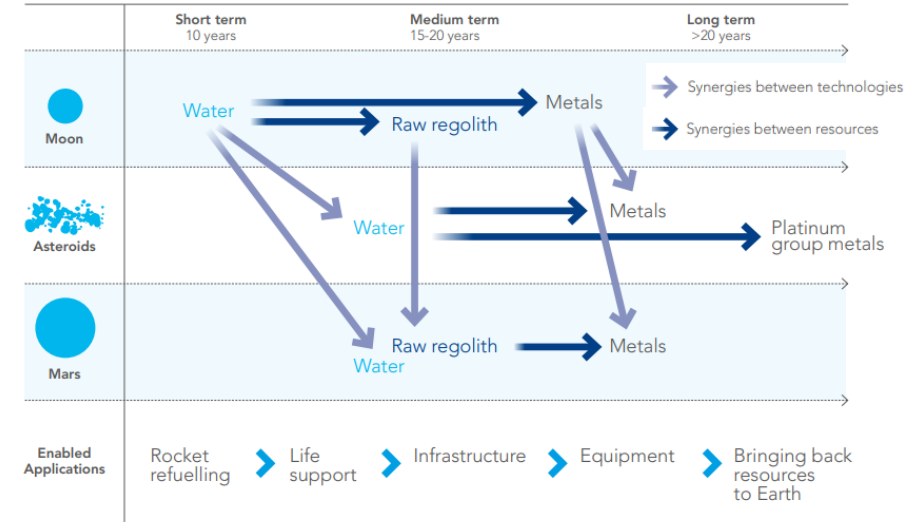 Short term
10 years
Medium term
15-20 years
Long term
>20 years
Synergies between technologies
Synergies between resources
Moon
Water
Raw regolith
Metals
Asteroids
Water
Metals
Platinum
group metals
Mars
Raw regolith
Water
Metals
Enabled
Applications
Rocket
refuelling
Life
support
Infrastructure
Equipment
Bringing back
resources
to Earth